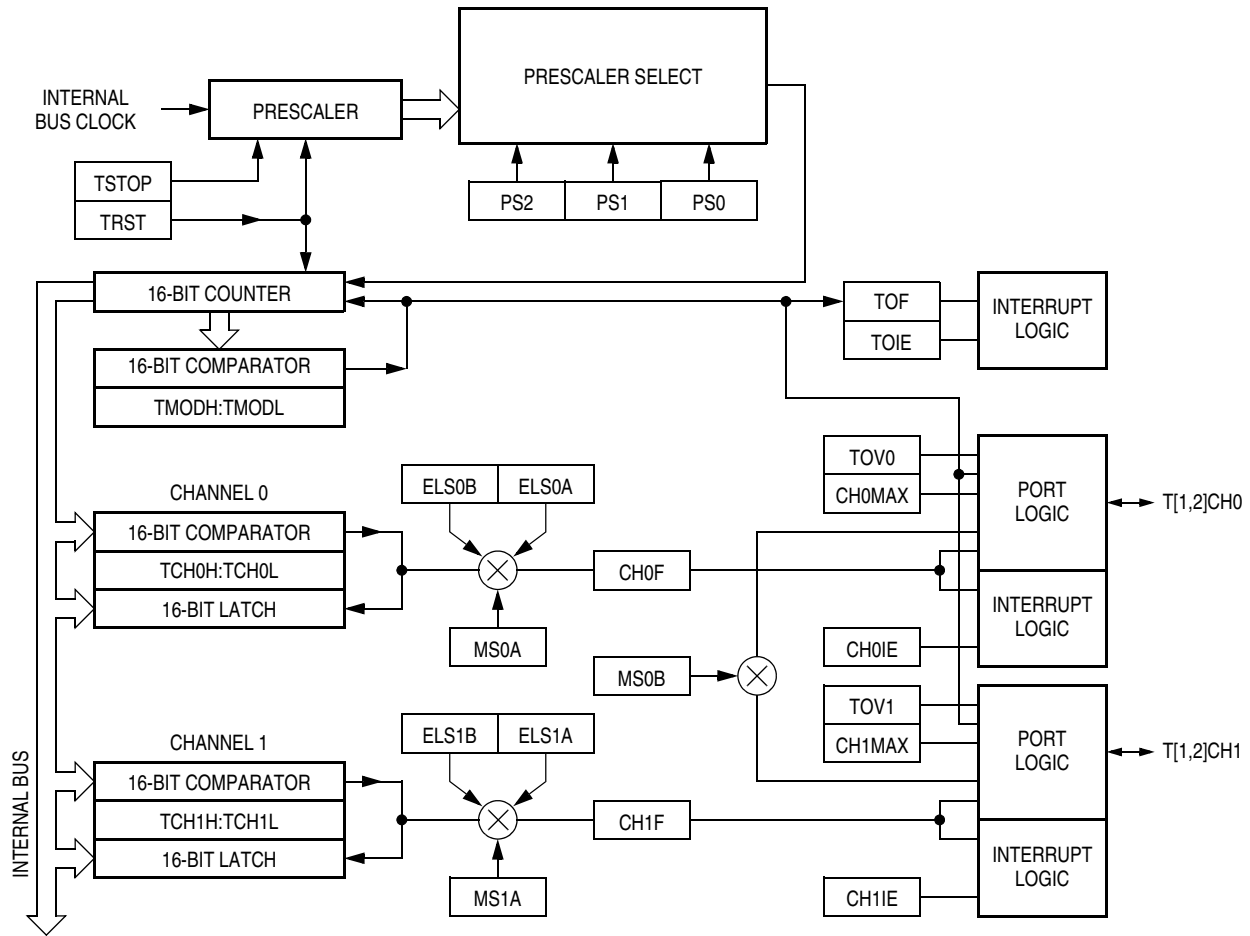 PRESCALER SELECT
INTERNAL
BUS CLOCK
PRESCALER
TSTOP
TRST
PS2
PS1
PS0
16-BIT COUNTER
16-BIT COMPARATOR
TMODH:TMODL
TOF
TOIE
INTERRUPT
LOGIC
CHANNEL 0
16-BIT COMPARATOR
TCH0H:TCH0L
16-BIT LATCH
ELS0B
ELS0A
MS0A
CH0F
TOV0
CH0MAX
PORT
LOGIC
T[1,2]CH0
INTERRUPT
LOGIC
CH0IE
MS0B
CHANNEL 1
16-BIT COMPARATOR
TCH1H:TCH1L
16-BIT LATCH
ELS1B
ELS1A
MS1A
CH1F
TOV1
CH1MAX
PORT
LOGIC
T[1,2]CH1
INTERRUPT
LOGIC
CH1IE
INTERNAL BUS